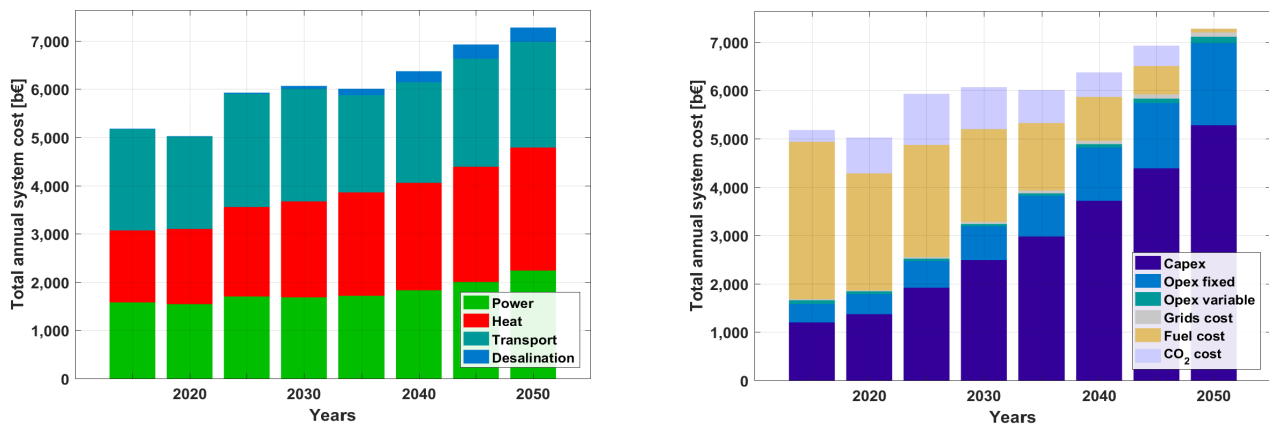 Total annual system cost [b€]
7,000
6,000
5,000
4,000
3,000
2,000
1,000
0
2020
2030
2040
2050
Years
Power
Heat
Transport
Desalination
Total annual system cost [b€]
7,000
6,000
5,000
4,000
3,000
2,000
1,000
0
2020
2030
2040
2050
Years
Capex
Opex fixed
Opex variable
Grids cost
Fuel cost
CO₂ cost